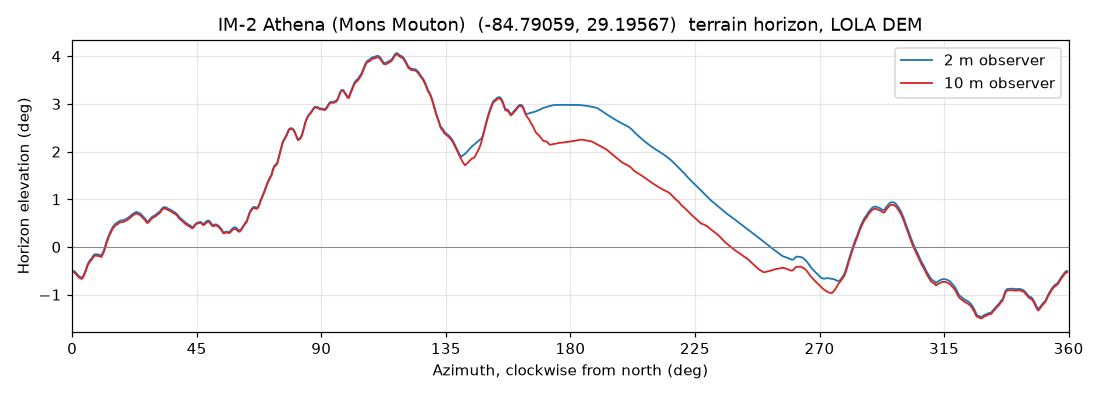 IM-2 Athena (Mons Mouton)  (-84.79059, 29.19567)  terrain horizon, LOLA DEM
2 m observer
10 m observer
Horizon elevation (deg)
4
3
2
1
0
−1
0 45 90 135 180 225 270 315 360
Azimuth, clockwise from north (deg)